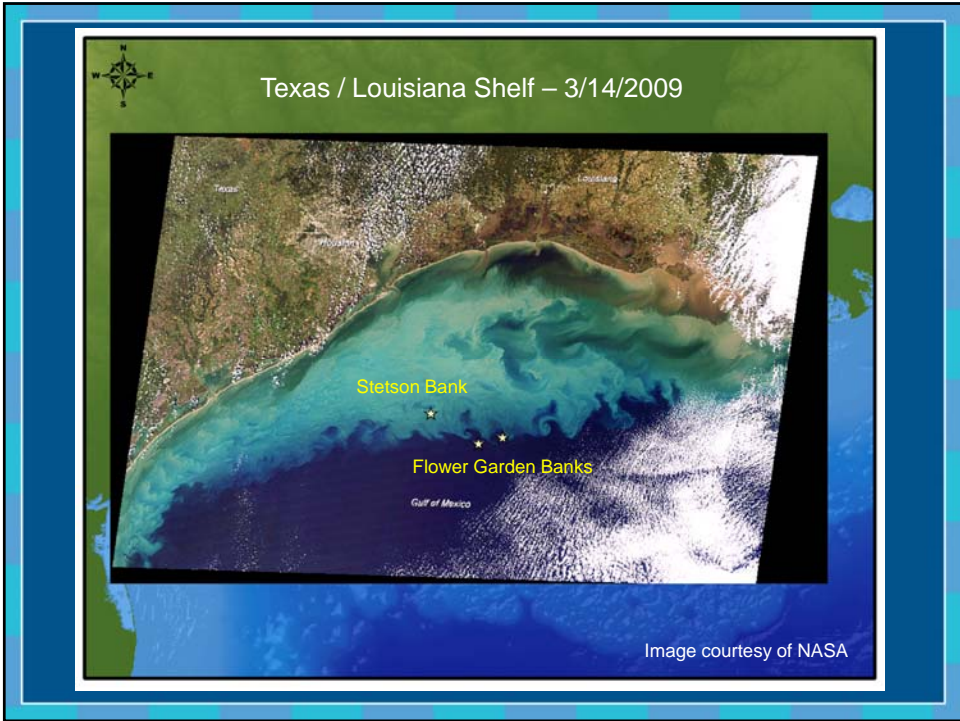 N
W E
S
Texas / Louisiana Shelf – 3/14/2009
Texas
Louisiana
Houston
Stetson Bank
Flower Garden Banks
Gulf of Mexico
Image courtesy of NASA